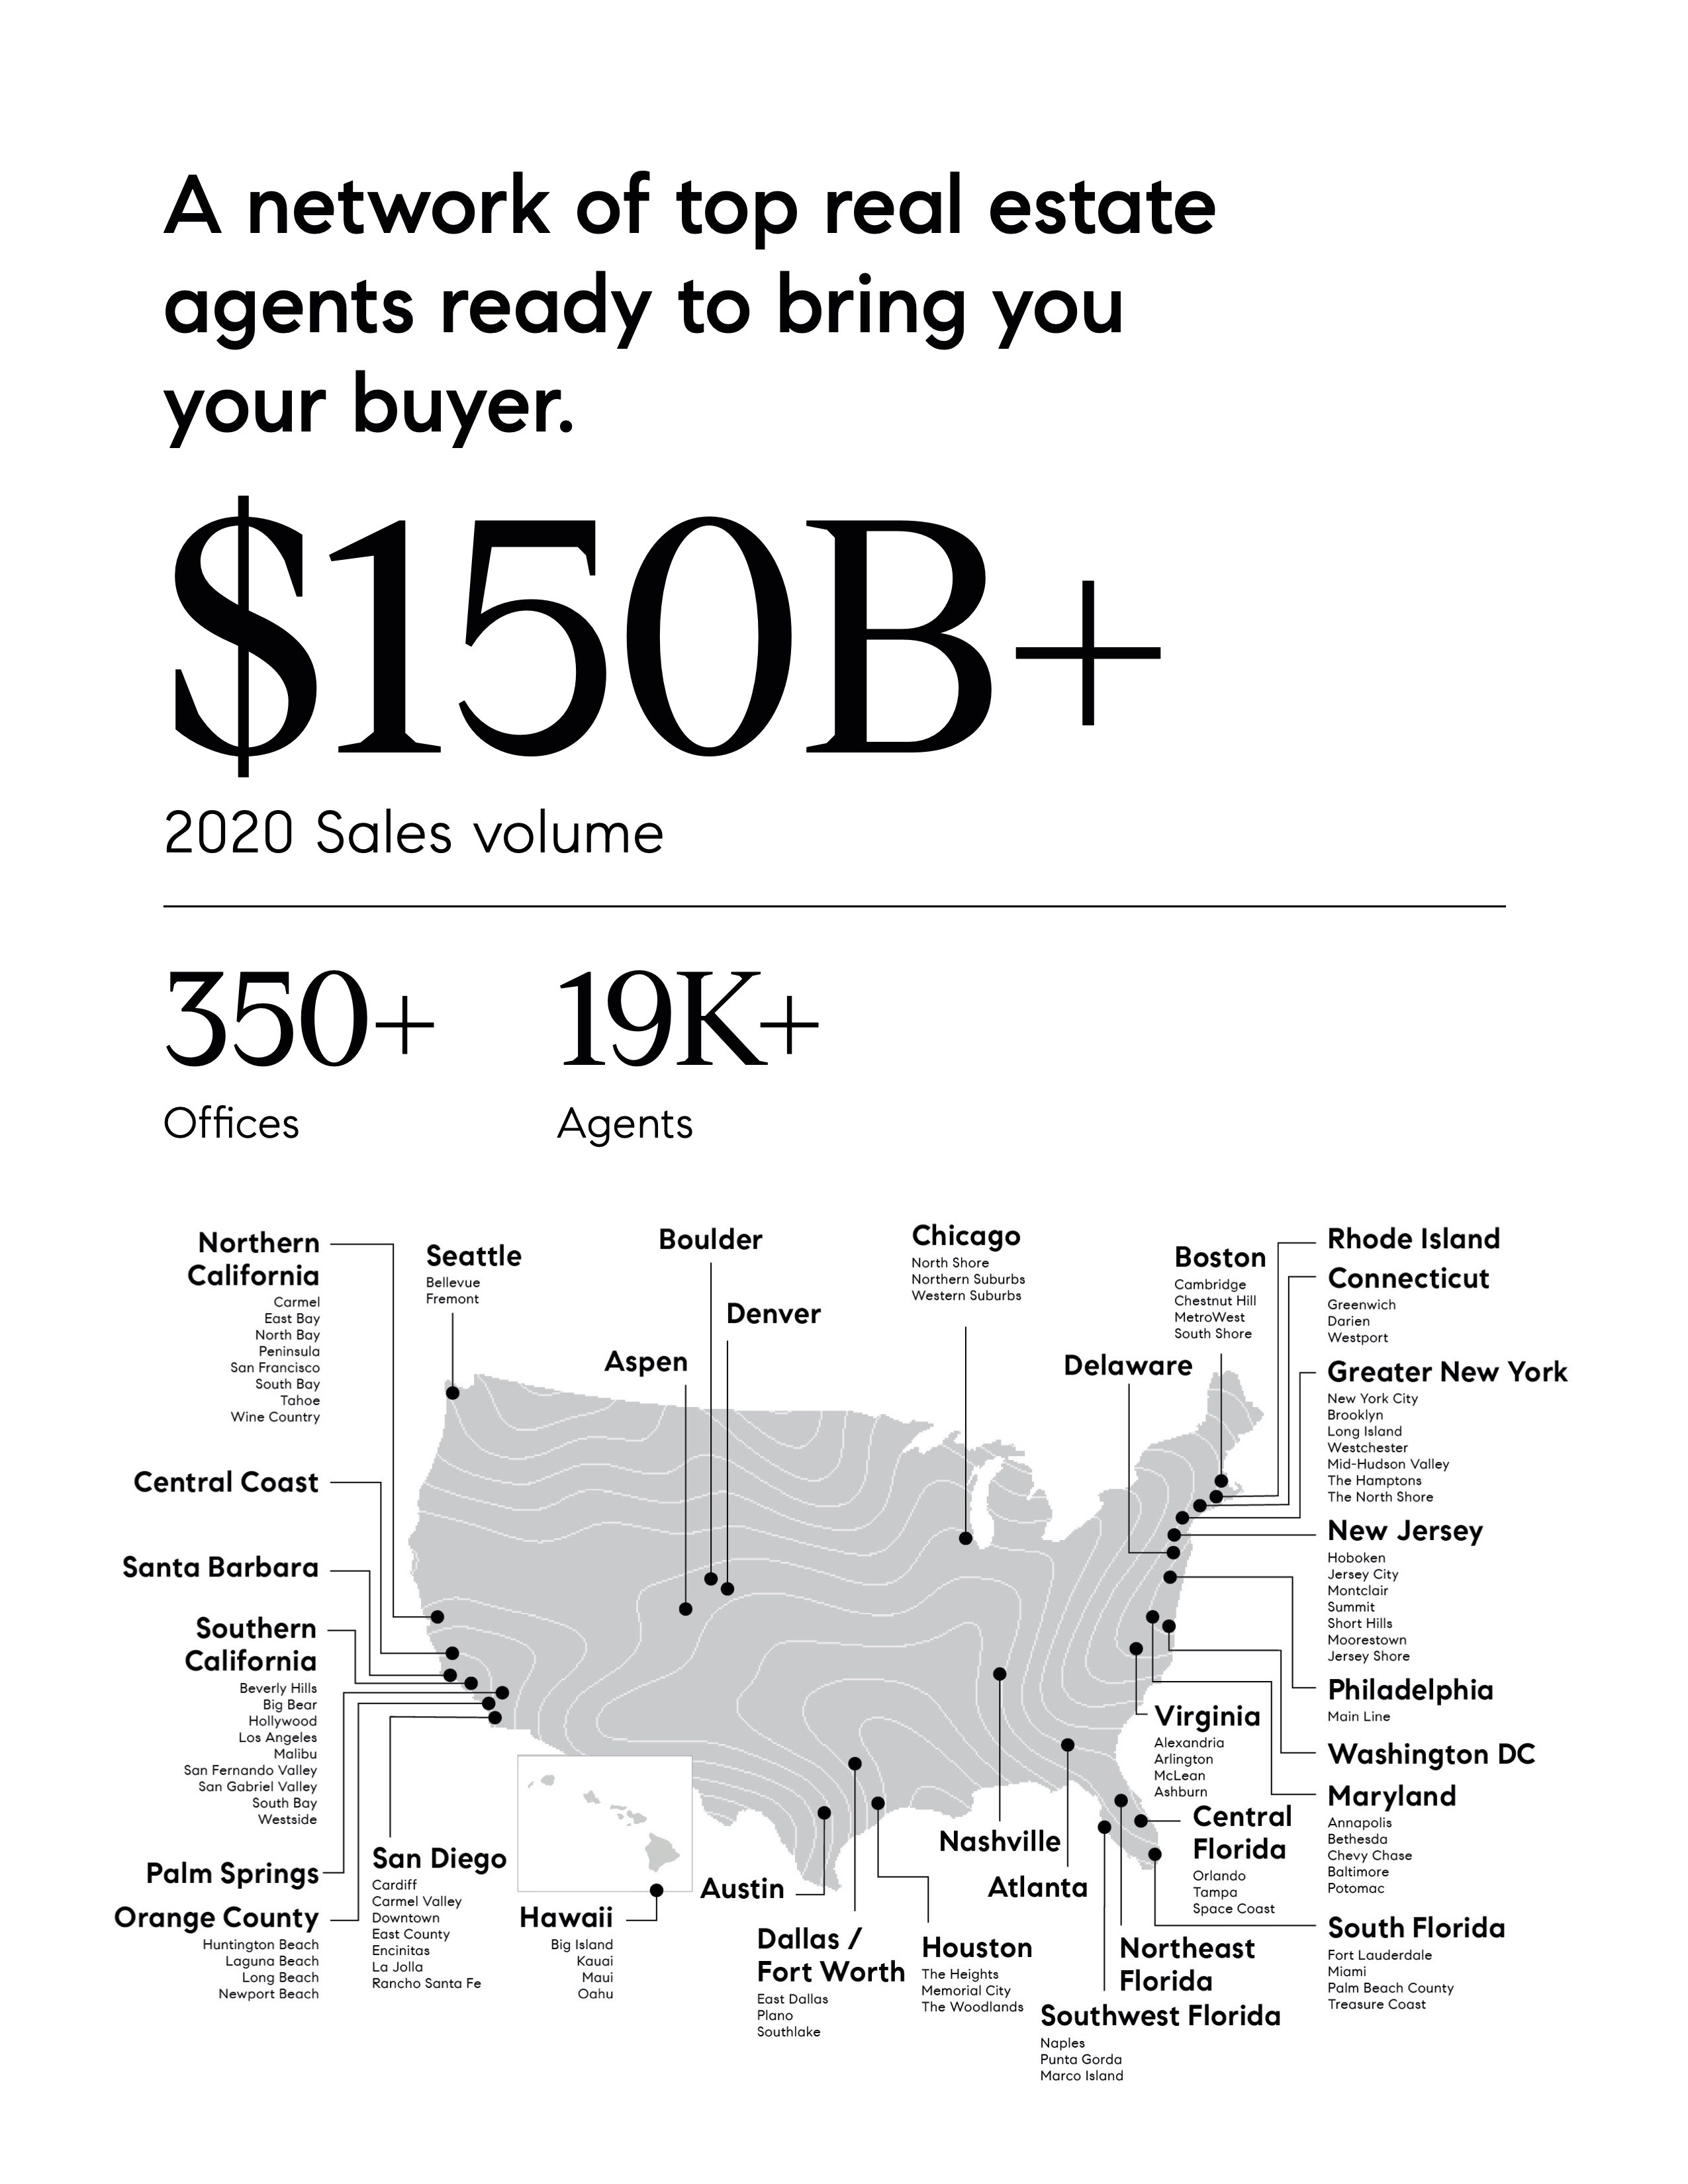 A network of top real estate
agents ready to bring you
your buyer.
$150B+
2020 Sales volume
350+
Offices
19K+
Agents
Northern
California
Carmel
East Bay
North Bay
Peninsula
San Francisco
South Bay
Tahoe
Wine Country
Central Coast
Santa Barbara
Southern
California
Beverly Hills
Big Bear
Hollywood
Los Angeles
Malibu
San Fernando Valley
San Gabriel Valley
South Bay
Westside
Palm Springs
Orange County
Huntington Beach
Laguna Beach
Long Beach
Newport Beach
Seattle
Bellevue
Fremont
San Diego
Cardiff
Carmel Valley
Downtown
East County
Encinitas
La Jolla
Rancho Santa Fe
Hawaii
Big Island
Kauai
Maui
Oahu
Boulder
Denver
Aspen
Austin
Dallas /
Fort Worth
East Dallas
Plano
Southlake
Houston
The Heights
Memorial City
The Woodlands
Chicago
North Shore
Northern Suburbs
Western Suburbs
Nashville
Atlanta
Southwest Florida
Naples
Punta Gorda
Marco Island
Northeast
Florida
Central
Florida
Orlando
Tampa
Space Coast
Virginia
Alexandria
Arlington
McLean
Ashburn
Delaware
Boston
Cambridge
Chestnut Hill
MetroWest
South Shore
Rhode Island
Connecticut
Greenwich
Darien
Westport
Greater New York
New York City
Brooklyn
Long Island
Westchester
Mid-Hudson Valley
The Hamptons
The North Shore
New Jersey
Hoboken
Jersey City
Montclair
Summit
Short Hills
Moorestown
Jersey Shore
Philadelphia
Main Line
Washington DC
Maryland
Annapolis
Bethesda
Chevy Chase
Baltimore
Potomac
South Florida
Fort Lauderdale
Miami
Palm Beach County
Treasure Coast